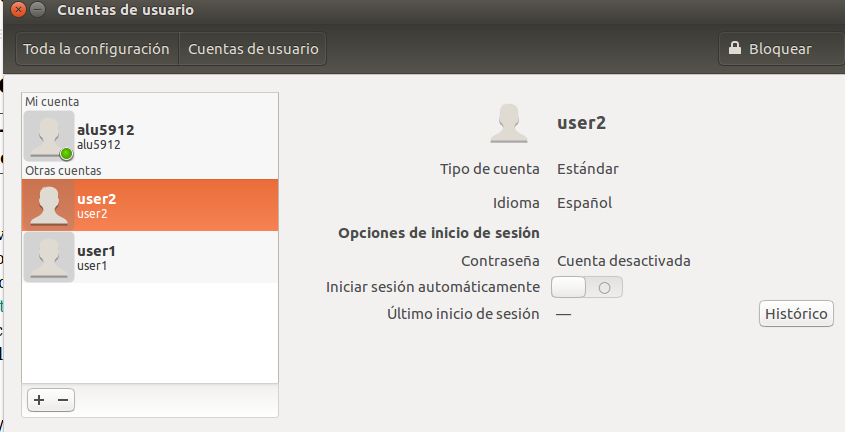 Cuentas de usuario
Toda la configuración
Cuentas de usuario
Bloquear
Mi cuenta
alu5912
alu5912
Otras cuentas
user2
user2
user1
user1
user2
Tipo de cuenta Estándar
Idioma Español
Opciones de inicio de sesión
Contraseña Cuenta desactivada
Iniciar sesión automáticamente
Último inicio de sesión —
Histórico